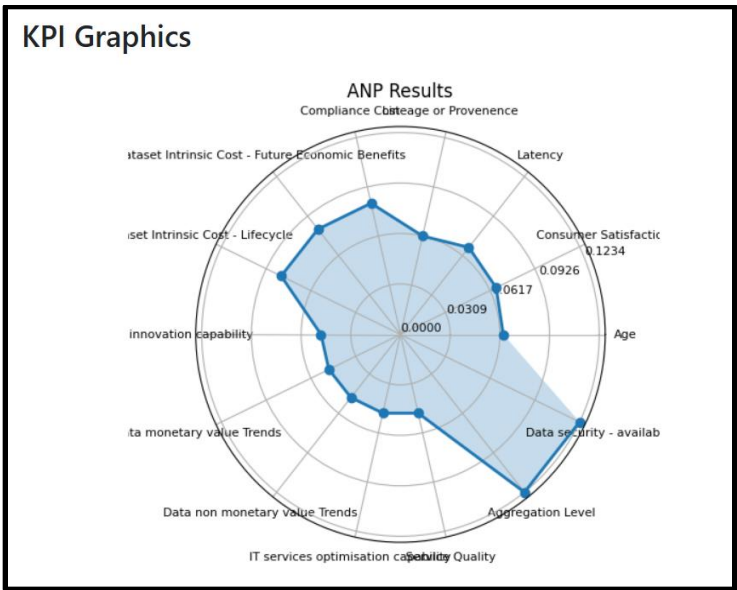 KPI Graphics
ANP Results
Compliance Cost
Lineage or Provenence
ataset Intrinsic Cost - Future Economic Benefits
Latency
aset Intrinsic Cost - Lifecycle
Consumer Satisfactic
0.1234
0.0926
.0617
0.0309
0.0000
innovation capability
Age
ta monetary value Trends
Data security - availab
Data non monetary value Trends
Aggregation Level
IT services optimisation capability
Service Quality